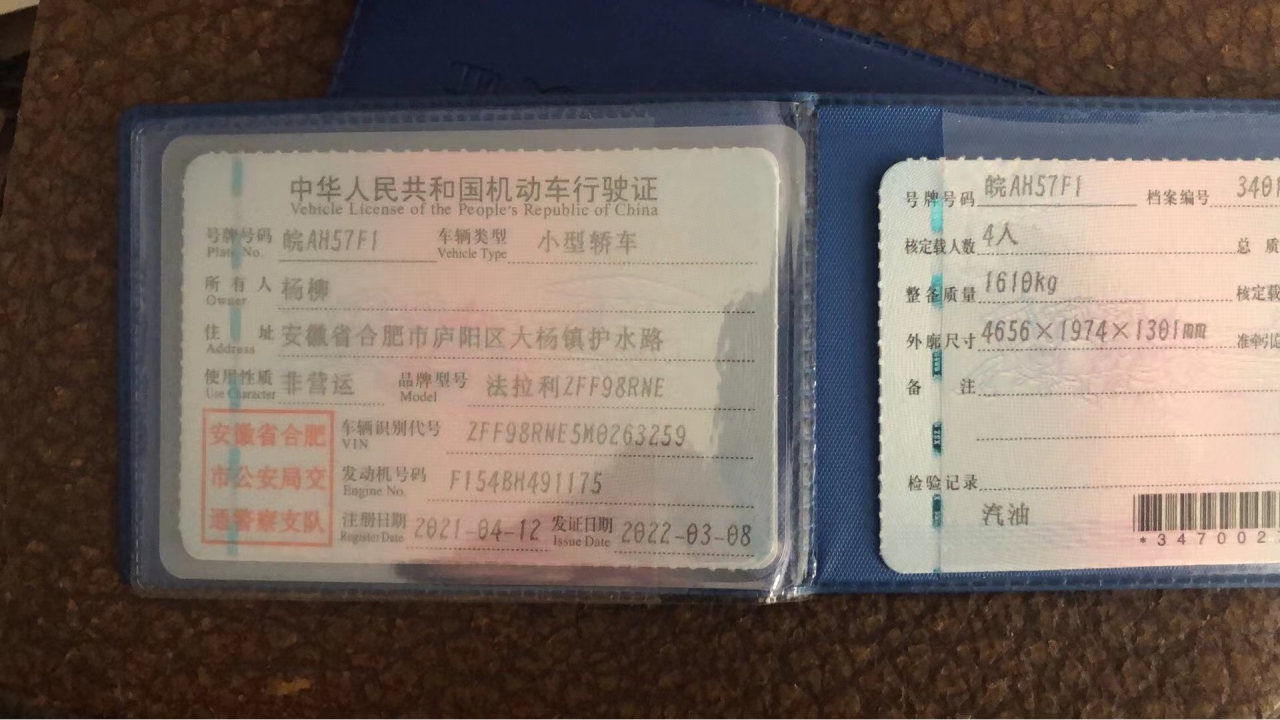 中华人民共和国机动车行驶证
Vehicle License of the People's Republic of China
号牌号码 皖AH57F1 车辆类型 小型轿车
Plate No. Vehicle Type
所有人 杨柳
Owner
住址 安徽省合肥市庐阳区大杨镇护水路
Address
使用性质 非营运 品牌型号 法拉利ZFF98RNE
Use Character Model
安徽省合肥
市公安局交
通警察支队
车辆识别代号 ZFF98RNE5M0263259
VIN
发动机号码 F154BH491175
Engine No.
注册日期 2021-04-12 发证日期 2022-03-08
Register Date Issue Date
号牌号码 皖AH57F1 档案编号 3401
核定载人数 4人 总质
整备质量 1610kg 核定载
外廓尺寸 4656×1974×1301mm 准牵引总
备注
检验记录
汽油
*347002